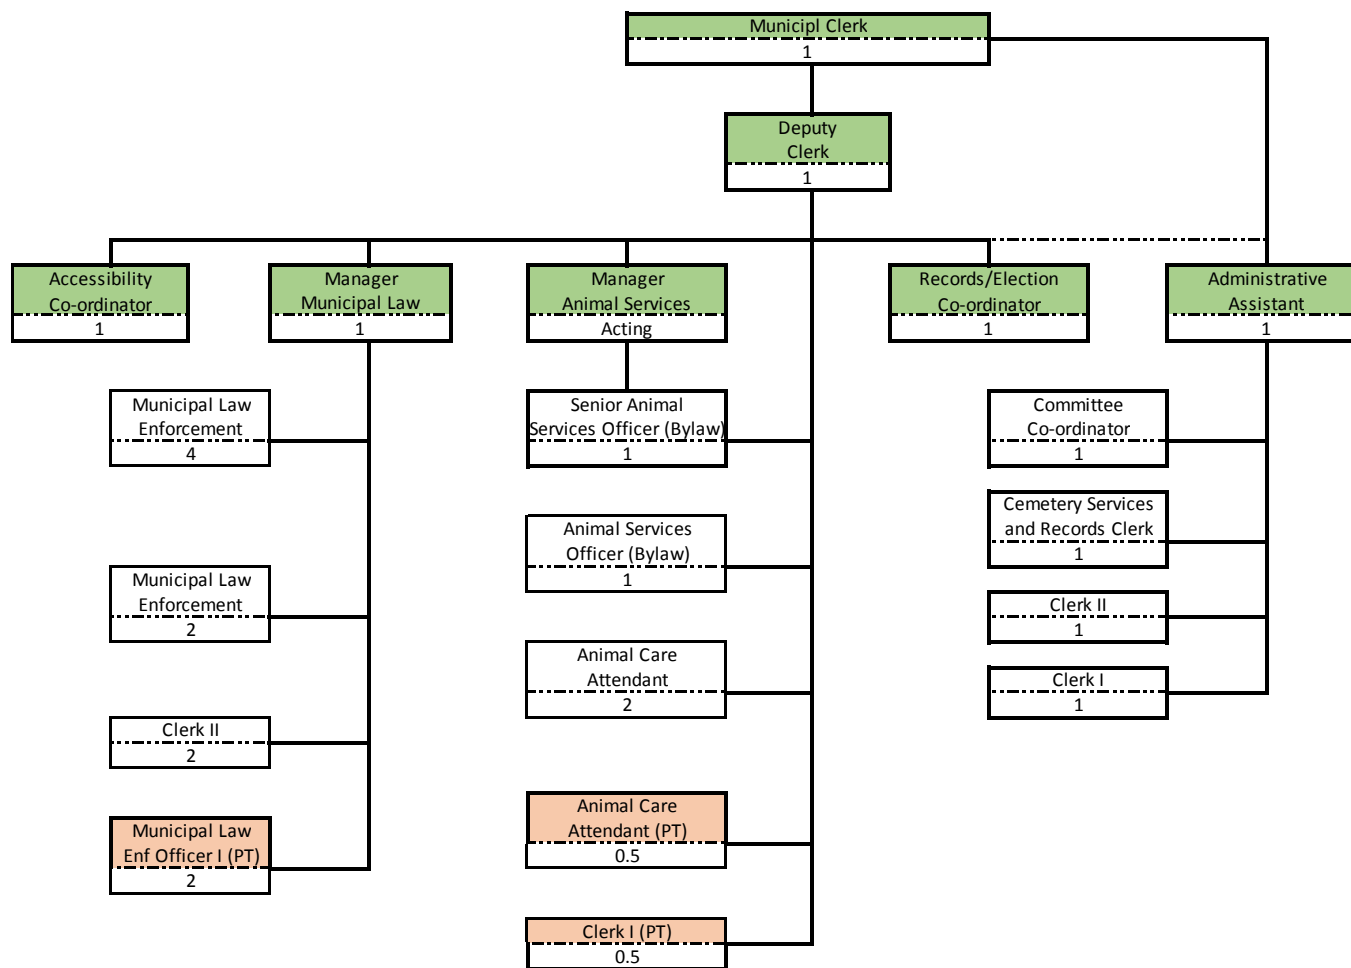 Municipl Clerk
1
Deputy
Clerk
1
Accessibility
Co-ordinator
1
Manager
Municipal Law
1
Manager
Animal Services
Acting
Records/Election
Co-ordinator
1
Administrative
Assistant
1
Municipal Law
Enforcement
4
Municipal Law
Enforcement
2
Clerk II
2
Municipal Law
Enf Officer I (PT)
2
Senior Animal
Services Officer (Bylaw)
1
Animal Services
Officer (Bylaw)
1
Animal Care
Attendant
2
Animal Care
Attendant (PT)
0.5
Clerk I (PT)
0.5
Committee
Co-ordinator
1
Cemetery Services
and Records Clerk
1
Clerk II
1
Clerk I
1